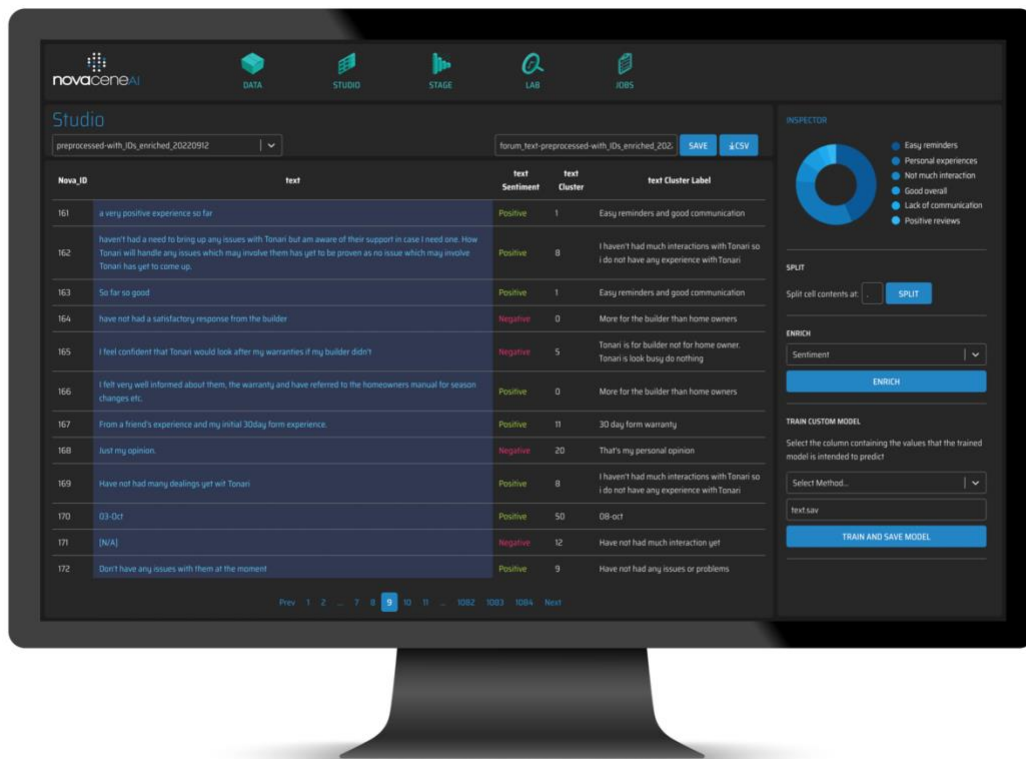 novaceneAI
DATA
STUDIO
STAGE
LAB
JOBS
Studio
preprocessed-with_IDs_enriched_20220912
forum_text-preprocessed-with_IDs_enriched_202
SAVE
CSV
Nova_ID
text
text
Sentiment
text
Cluster
text Cluster Label
161
a very positive experience so far
Positive
1
Easy reminders and good communication
162
haven't had a need to bring up any issues with Tonari but am aware of their support in case I need one. How
Tonari will handle any issues which may involve them has yet to be proven as no issue which may involve
Tonari has yet to come up.
Positive
8
I haven't had much interactions with Tonari so
i do not have any experience with Tonari
163
So far so good
Positive
1
Easy reminders and good communication
164
have not had a satisfactory response from the builder
Negative
0
More for the builder than home owners
165
I feel confident that Tonari would look after my warranties if my builder didn't
Negative
5
Tonari is for builder not for home owner.
Tonari is look busy do nothing
166
I felt very well informed about them, the warranty and have referred to the homeowners manual for season
changes etc.
Positive
0
More for the builder than home owners
167
From a friend's experience and my initial 30day form experience.
Positive
11
30 day form warranty
168
Just my opinion.
Negative
20
That's my personal opinion
169
Have not had many dealings yet wit Tonari
Positive
8
I haven't had much interactions with Tonari so
i do not have any experience with Tonari
170
03-Oct
Positive
50
08-oct
171
[N/A]
Negative
12
Have not had much interaction yet
172
Don't have any issues with them at the moment
Positive
9
Have not had any issues or problems
Prev 1 2 ... 7 8 9 10 11 ... 1082 1083 1084 Next
INSPECTOR
Easy reminders
Personal experiences
Not much interaction
Good overall
Lack of communication
Positive reviews
SPLIT
Split cell contents at: . SPLIT
ENRICH
Sentiment
ENRICH
TRAIN CUSTOM MODEL
Select the column containing the values that the trained
model is intended to predict
Select Method...
text.sav
TRAIN AND SAVE MODEL